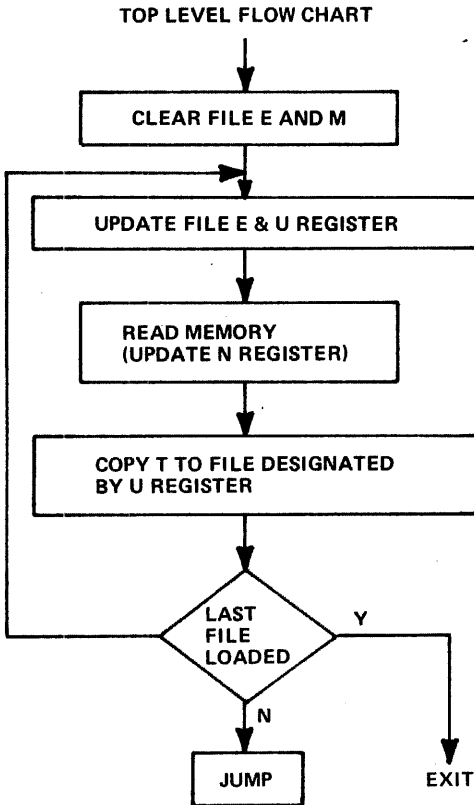 TOP LEVEL FLOW CHART
CLEAR FILE E AND M
UPDATE FILE E & U REGISTER
READ MEMORY
(UPDATE N REGISTER)
COPY T TO FILE DESIGNATED
BY U REGISTER
LAST
FILE
LOADED
Y
N
JUMP
EXIT